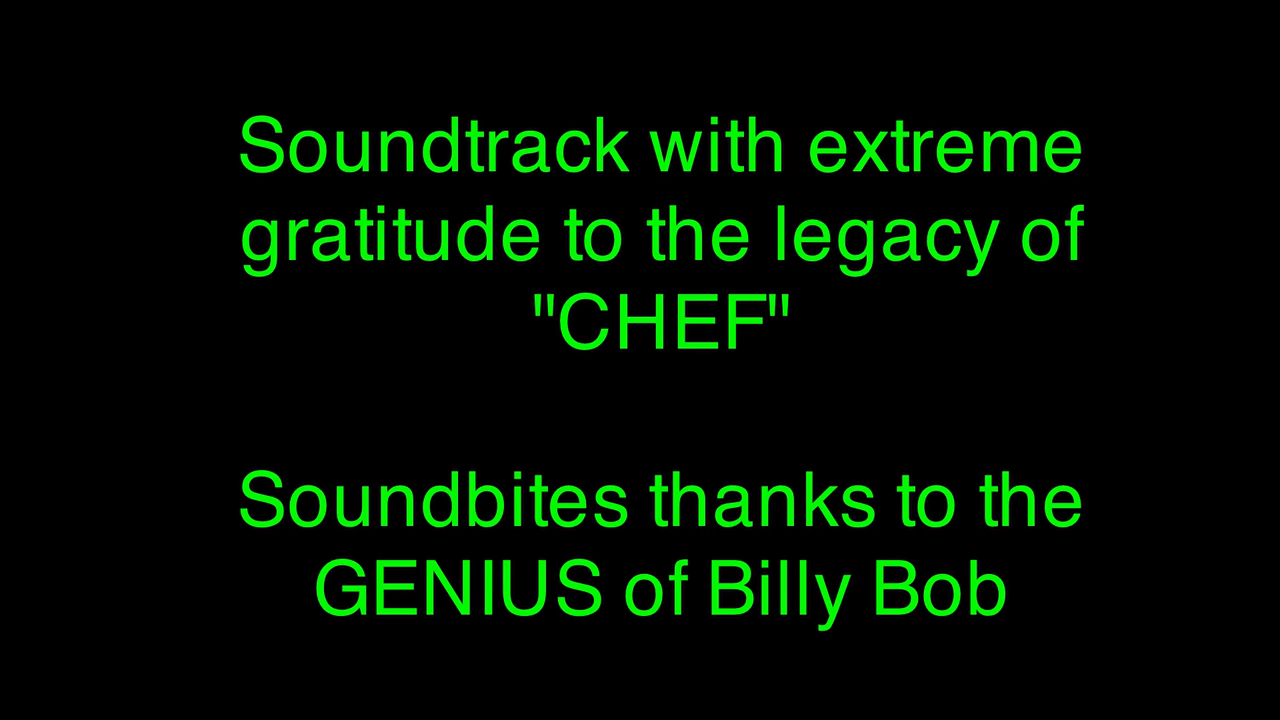 Soundtrack with extreme
gratitude to the legacy of
"CHEF"
Soundbites thanks to the
GENIUS of Billy Bob